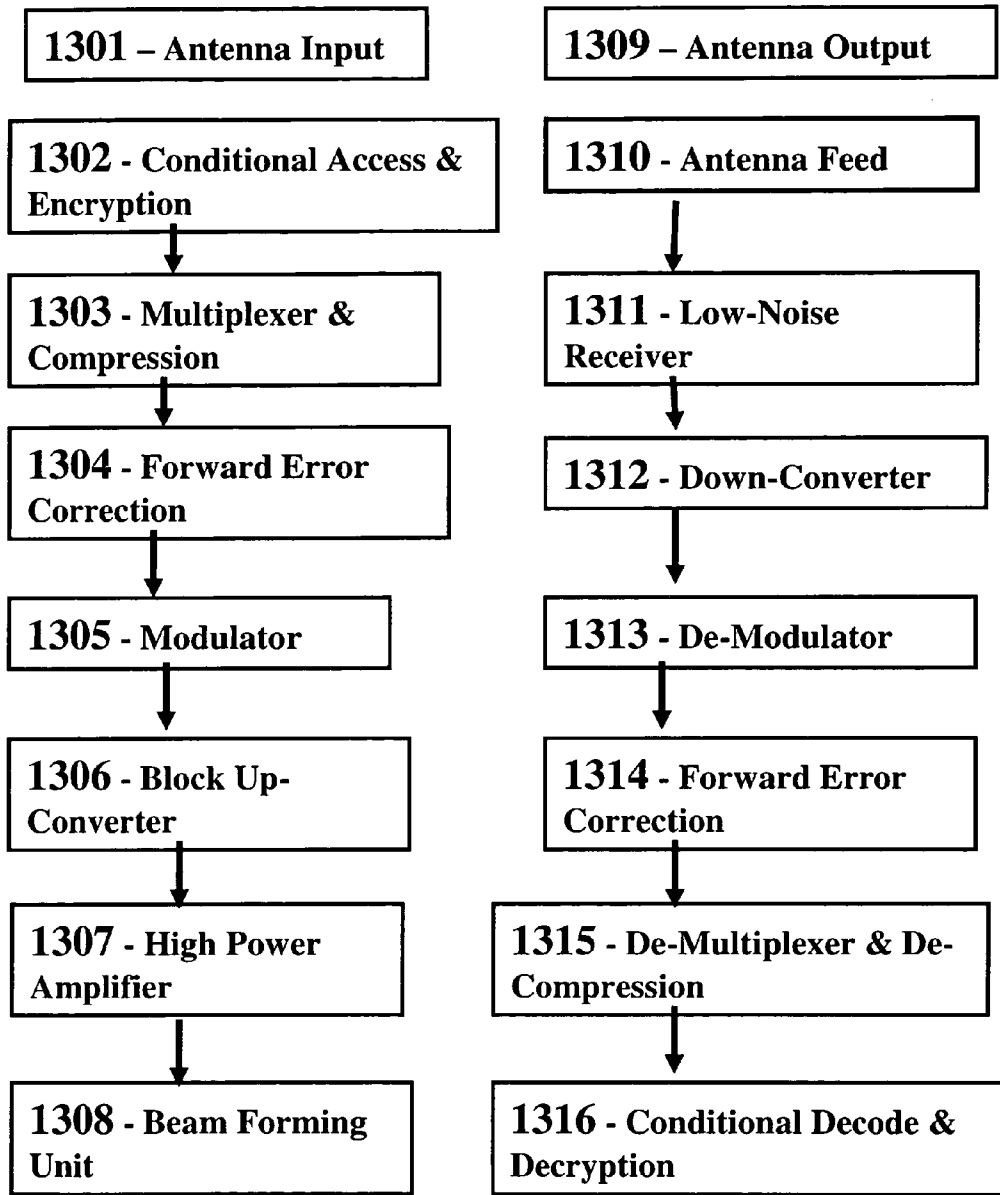 1301 – Antenna Input
1302 - Conditional Access &
Encryption
1303 - Multiplexer &
Compression
1304 - Forward Error
Correction
1305 - Modulator
1306 - Block Up-
Converter
1307 - High Power
Amplifier
1308 - Beam Forming
Unit
1309 – Antenna Output
1310 - Antenna Feed
1311 - Low-Noise
Receiver
1312 - Down-Converter
1313 - De-Modulator
1314 - Forward Error
Correction
1315 - De-Multiplexer & De-
Compression
1316 - Conditional Decode &
Decryption